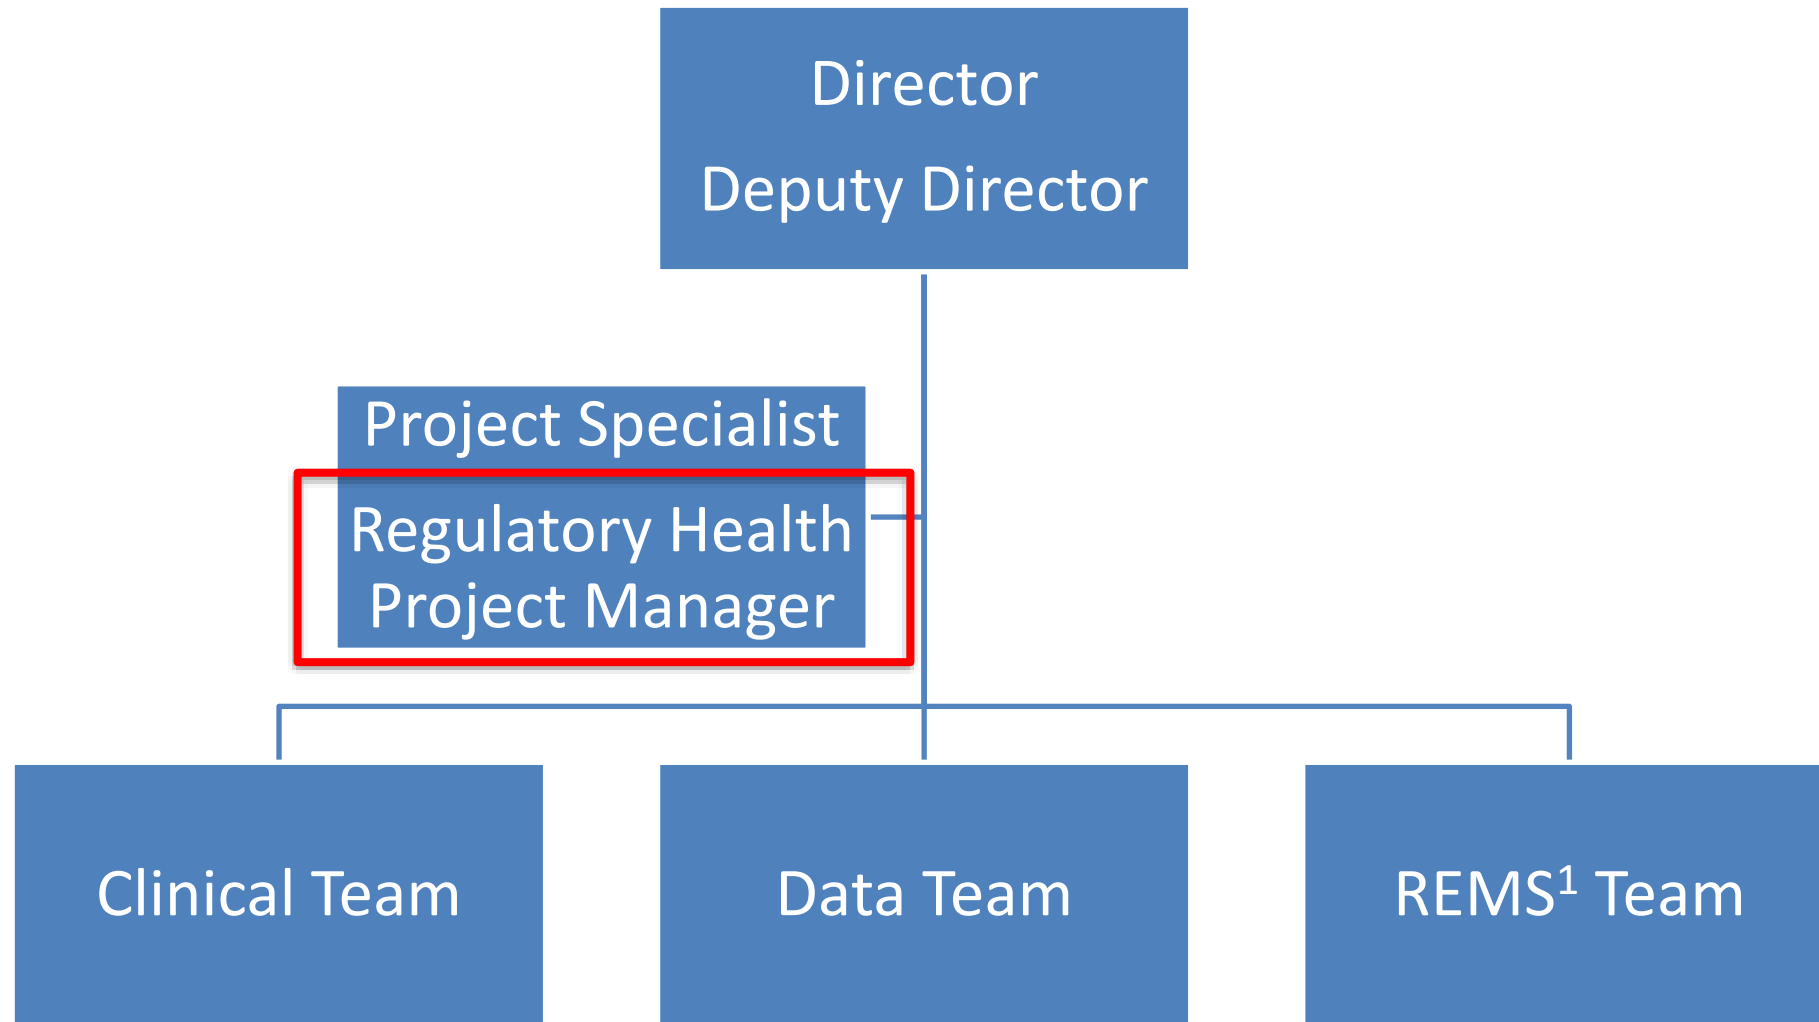 Director
Deputy Director
Project Specialist
Regulatory Health
Project Manager
Clinical Team
Data Team
REMS¹ Team